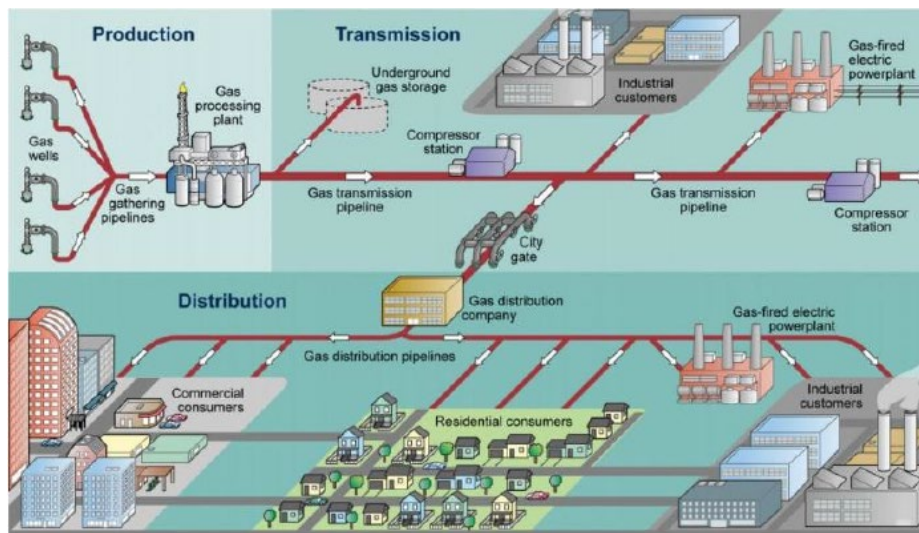 Production
Gas
wells
Gas
gathering
pipelines
Gas
processing
plant
Transmission
Underground
gas storage
Compressor
station
Gas transmission
pipeline
Industrial
customers
Gas-fired
electric
powerplant
Gas transmission
pipeline
Compressor
station
City
gate
Distribution
Gas distribution
company
Gas distribution pipelines
Gas-fired electric
powerplant
Commercial
consumers
Residential consumers
Industrial
customers